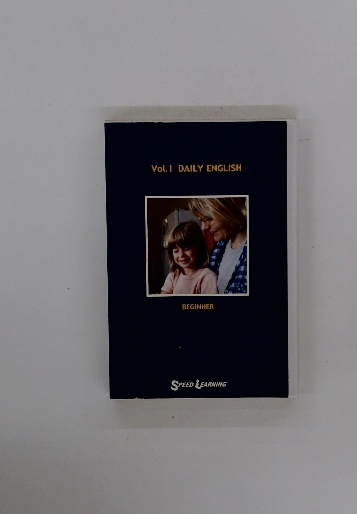 Vol.1 DAILY ENGLISH
BEGINNER
SPEED LEARNING